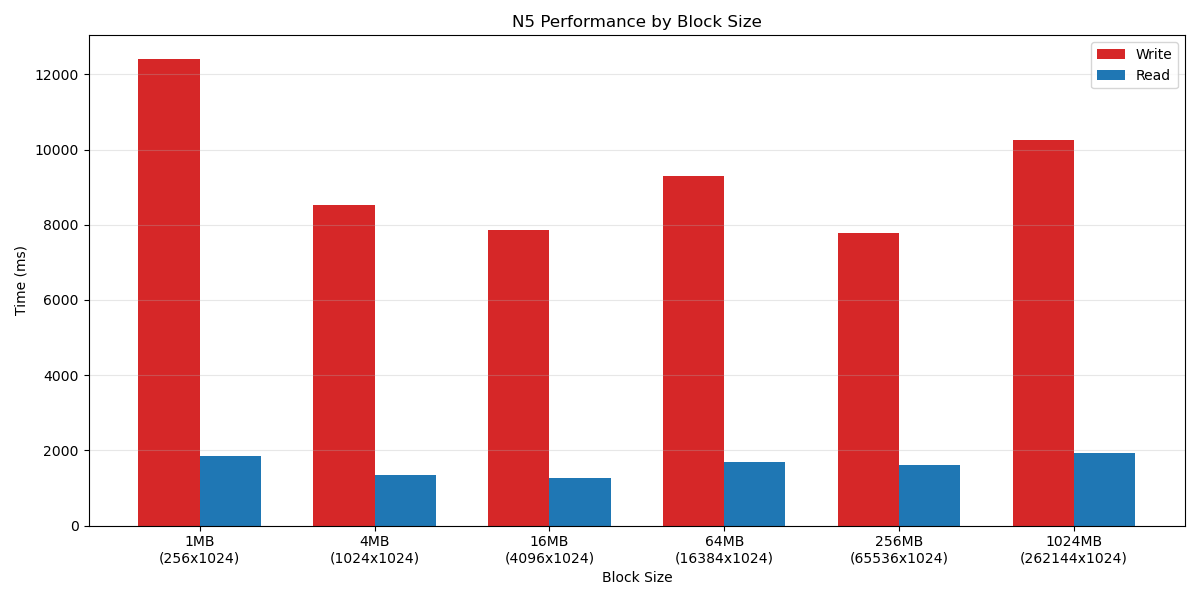 N5 Performance by Block Size
Write
Read
Time (ms)
12000
10000
8000
6000
4000
2000
0
1MB
(256x1024)
4MB
(1024x1024)
16MB
(4096x1024)
64MB
(16384x1024)
256MB
(65536x1024)
1024MB
(262144x1024)
Block Size